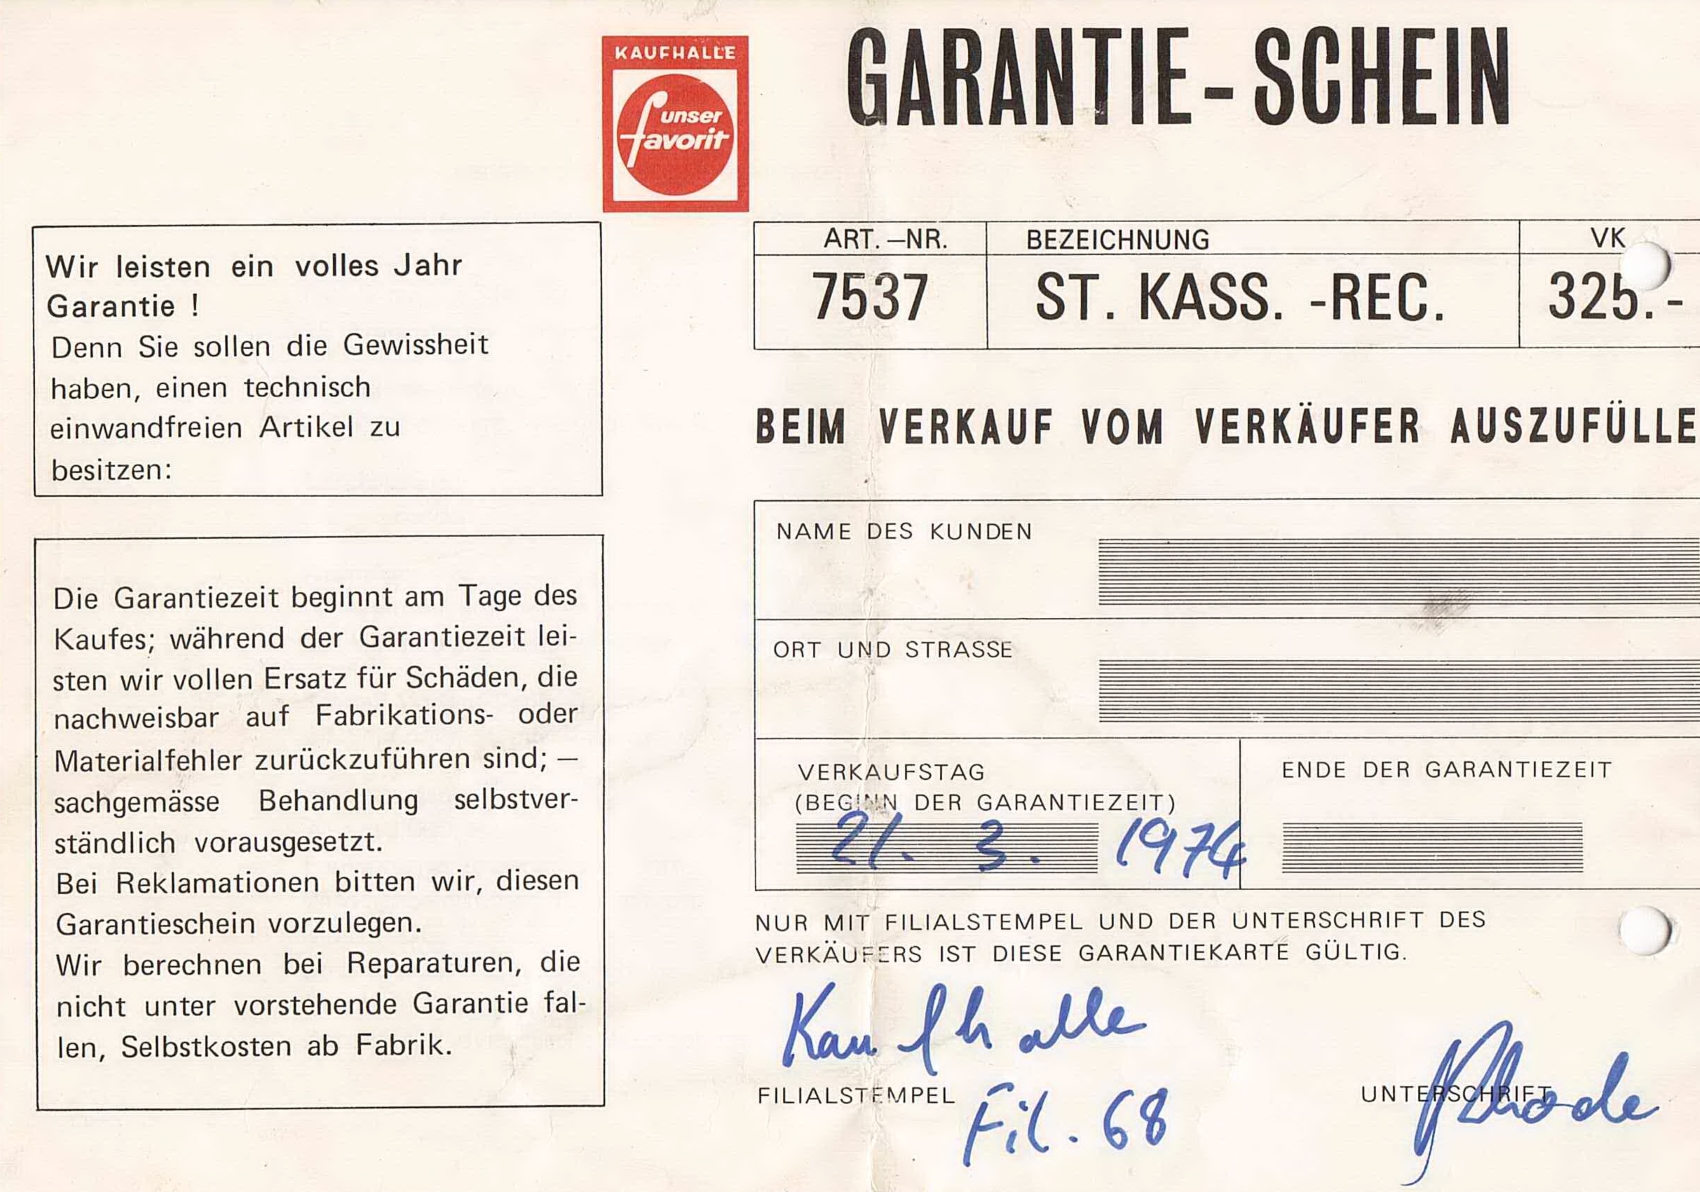 KAUFHALLE
unser
favorit
GARANTIE-SCHEIN
Wir leisten ein volles Jahr
Garantie !
Denn Sie sollen die Gewissheit
haben, einen technisch
einwandfreien Artikel zu
besitzen:
Die Garantiezeit beginnt am Tage des
Kaufes; während der Garantiezeit lei-
sten wir vollen Ersatz für Schäden, die
nachweisbar auf Fabrikations- oder
Materialfehler zurückzuführen sind; —
sachgemässe Behandlung selbstver-
ständlich vorausgesetzt.
Bei Reklamationen bitten wir, diesen
Garantieschein vorzulegen.
Wir berechnen bei Reparaturen, die
nicht unter vorstehende Garantie fal-
len, Selbstkosten ab Fabrik.
ART.—NR. BEZEICHNUNG VK
7537 ST. KASS. -REC. 325.-
BEIM VERKAUF VOM VERKÄUFER AUSZUFÜLLE
NAME DES KUNDEN
ORT UND STRASSE
VERKAUFSTAG
(BEGINN DER GARANTIEZEIT)
21. 3. 1974
ENDE DER GARANTIEZEIT
NUR MIT FILIALSTEMPEL UND DER UNTERSCHRIFT DES
VERKÄUFERS IST DIESE GARANTIEKARTE GÜLTIG.
Kaufhalle
FILIALSTEMPEL Fil. 68
UNTERSCHRIFT Rhode